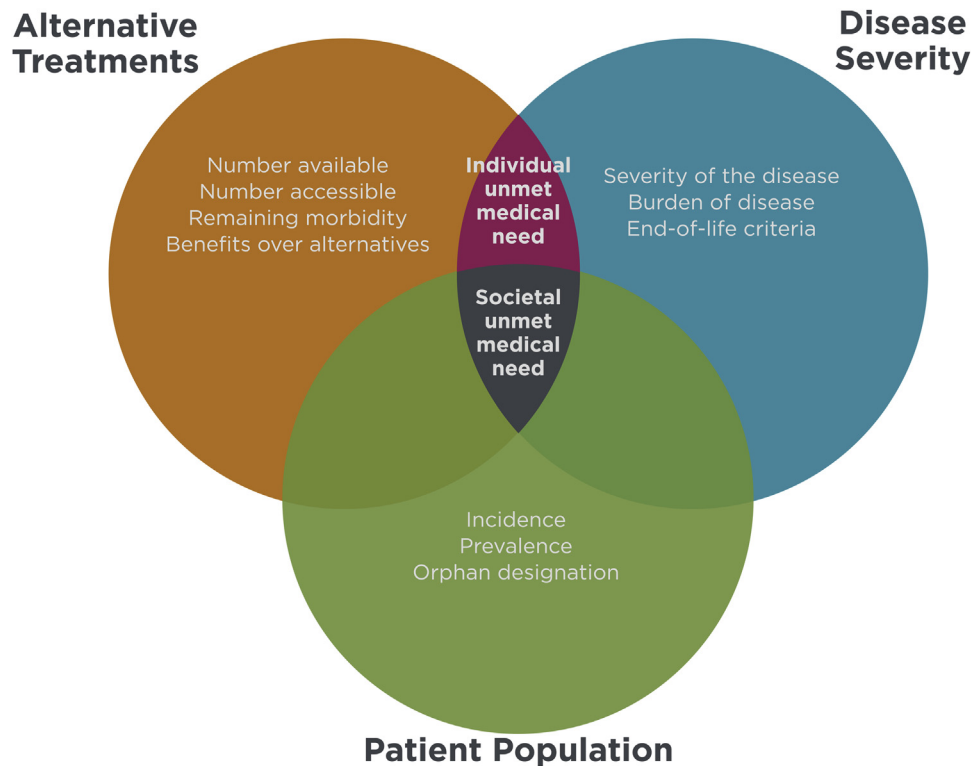 Alternative
Treatments
Disease
Severity
Number available
Number accessible
Remaining morbidity
Benefits over alternatives
Individual
unmet
medical
need
Severity of the disease
Burden of disease
End-of-life criteria
Societal
unmet
medical
need
Incidence
Prevalence
Orphan designation
Patient Population